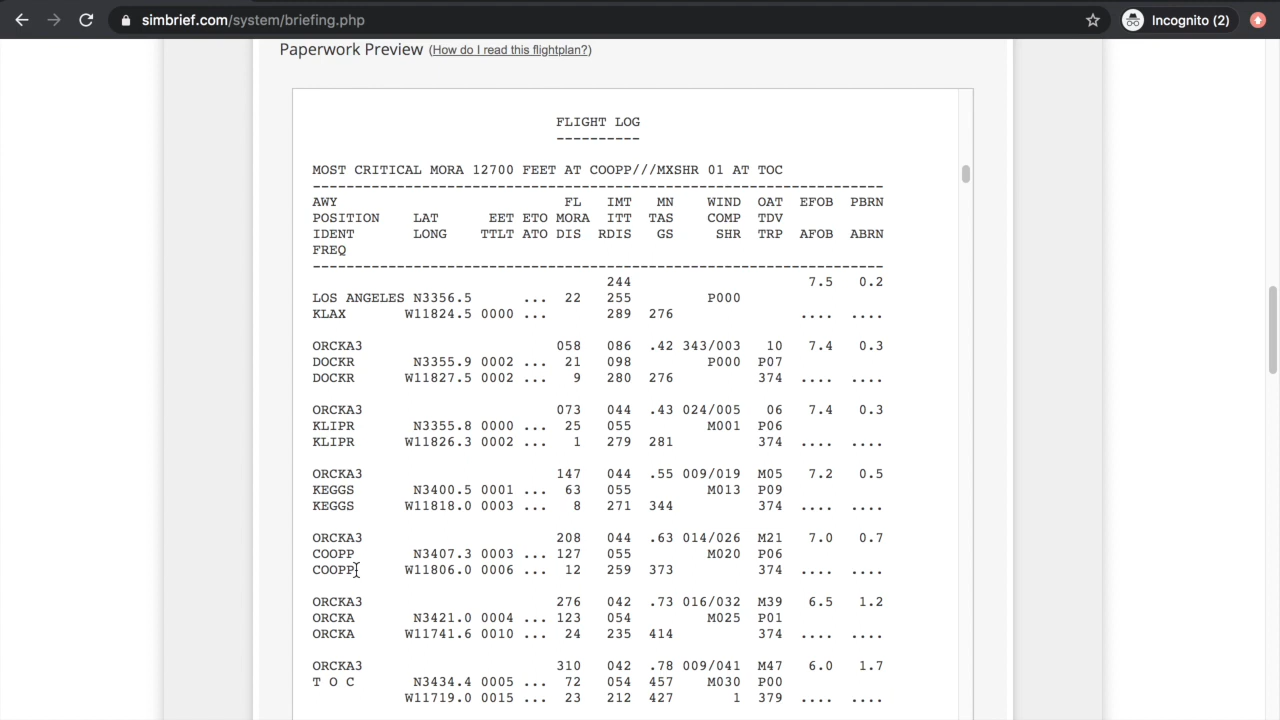 simbrief.com/system/briefing.php
Incognito (2)
Paperwork Preview (How do I read this flightplan?)
FLIGHT LOG
----------
MOST CRITICAL MORA 12700 FEET AT COOPP///MXSHR 01 AT TOC
--------------------------------------------------------------------
AWY FL IMT MN WIND OAT EFOB PBRN
POSITION LAT EET ETO MORA ITT TAS COMP TDV
IDENT LONG TTLT ATO DIS RDIS GS SHR TRP AFOB ABRN
FREQ
--------------------------------------------------------------------
244 7.5 0.2
LOS ANGELES N3356.5 ... 22 255 P000
KLAX W11824.5 0000 ... 289 276 .... ....
ORCKA3 058 086 .42 343/003 10 7.4 0.3
DOCKR N3355.9 0002 ... 21 098 P000 P07
DOCKR W11827.5 0002 ... 9 280 276 374 .... ....
ORCKA3 073 044 .43 024/005 06 7.4 0.3
KLIPR N3355.8 0000 ... 25 055 M001 P06
KLIPR W11826.3 0002 ... 1 279 281 374 .... ....
ORCKA3 147 044 .55 009/019 M05 7.2 0.5
KEGGS N3400.5 0001 ... 63 055 M013 P09
KEGGS W11818.0 0003 ... 8 271 344 374 .... ....
ORCKA3 208 044 .63 014/026 M21 7.0 0.7
COOPP N3407.3 0003 ... 127 055 M020 P06
COOPP W11806.0 0006 ... 12 259 373 374 .... ....
ORCKA3 276 042 .73 016/032 M39 6.5 1.2
ORCKA N3421.0 0004 ... 123 054 M025 P01
ORCKA W11741.6 0010 ... 24 235 414 374 .... ....
ORCKA3 310 042 .78 009/041 M47 6.0 1.7
T O C N3434.4 0005 ... 72 054 457 M030 P00
W11719.0 0015 ... 23 212 427 1 379 .... ....